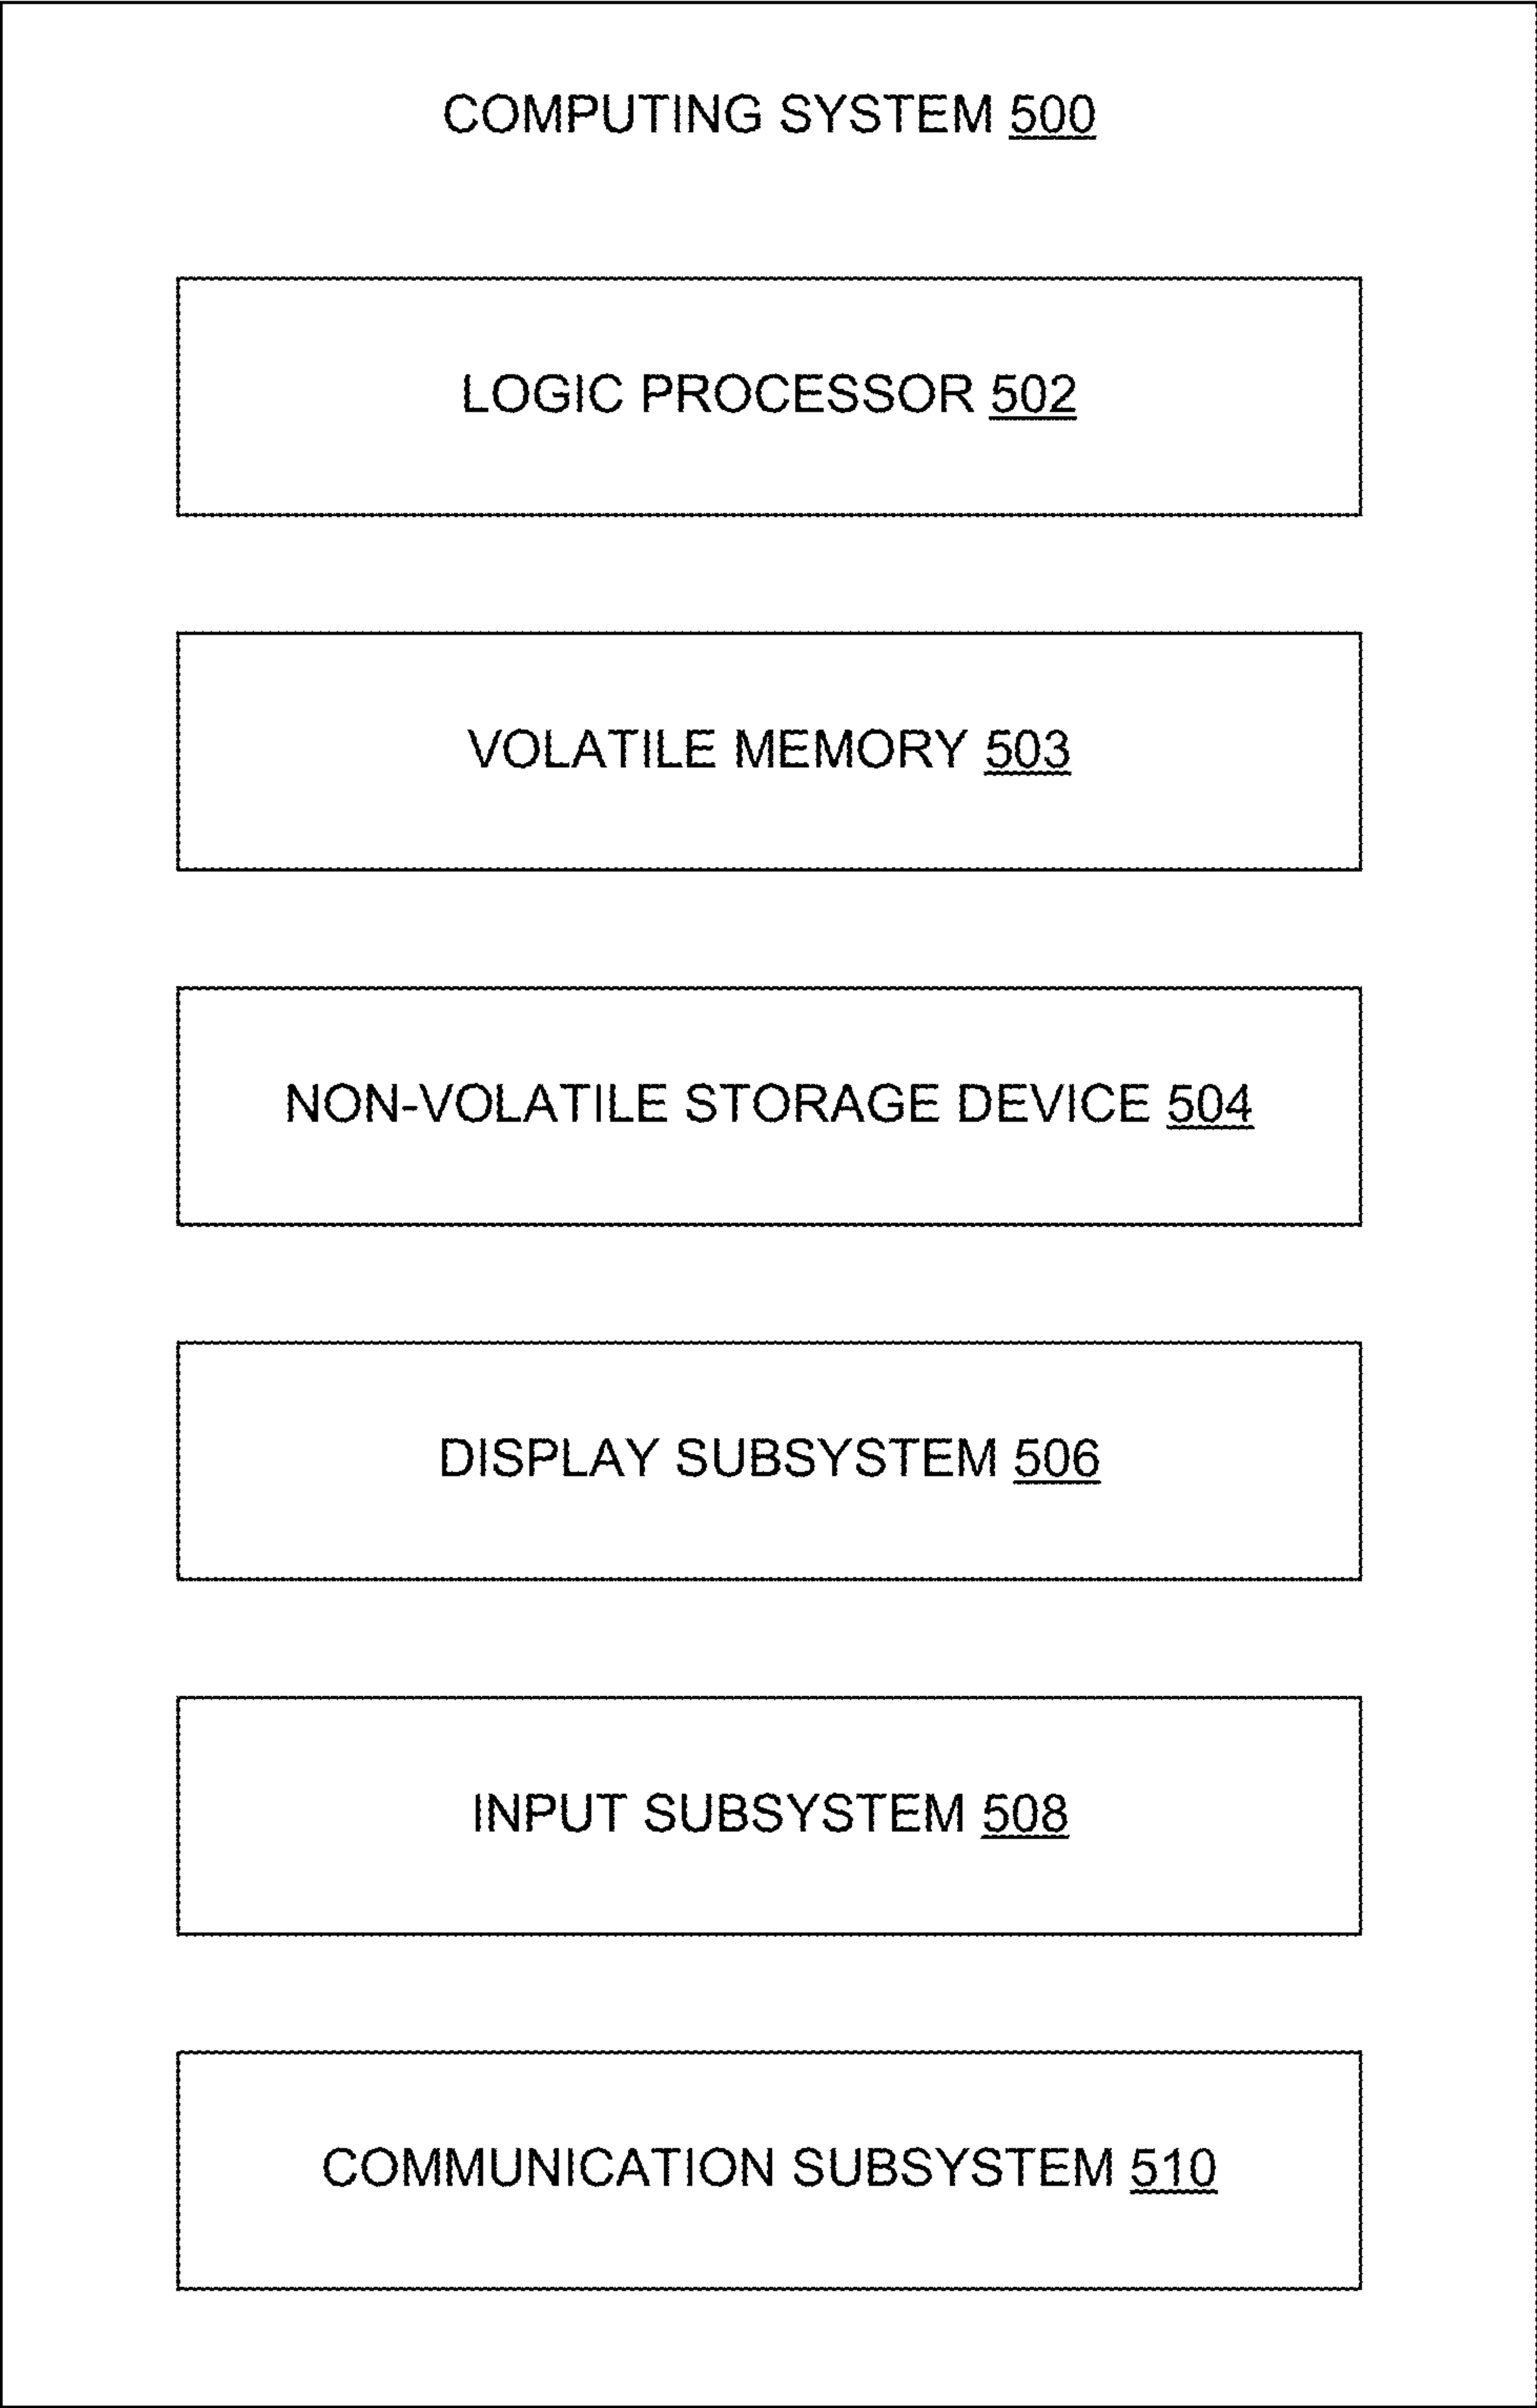 COMPUTING SYSTEM 500
LOGIC PROCESSOR 502
VOLATILE MEMORY 503
NON-VOLATILE STORAGE DEVICE 504
DISPLAY SUBSYSTEM 506
INPUT SUBSYSTEM 508
COMMUNICATION SUBSYSTEM 510